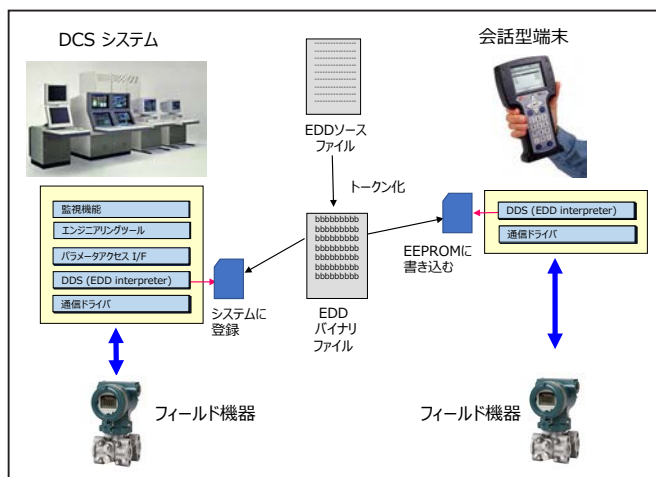 DCS システム
会話型端末
EDDソース
ファイル
トークン化
監視機能
エンジニアリングツール
パラメータアクセス I/F
DDS (EDD interpreter)
通信ドライバ
システムに
登録
bbbbbbbbb
bbbbbbbbb
bbbbbbbbb
bbbbbbbbb
bbbbbbbbb
bbbbbbbbb
bbbbbbbbb
EDD
バイナリ
ファイル
EEPROMに
書き込む
DDS (EDD interpreter)
通信ドライバ
フィールド機器
フィールド機器